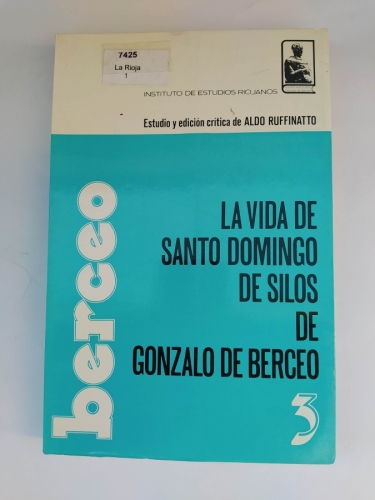 7425
La Rioja
1
INSTITUTO DE ESTUDIOS RIOJANOS
Estudio y edición crítica de ALDO RUFFINATTO
berceo
LA VIDA DE
SANTO DOMINGO
DE SILOS
DE
GONZALO DE BERCEO
3